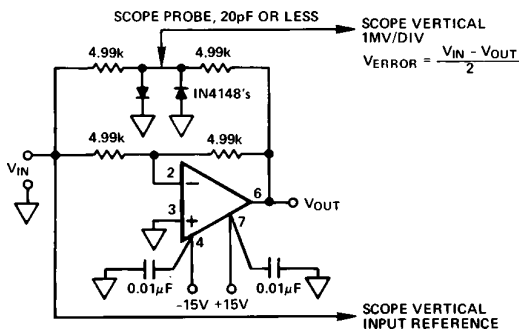 SCOPE PROBE, 20pF OR LESS
SCOPE VERTICAL
1MV/DIV
VERROR = VIN - VOUT
2
4.99k
4.99k
IN4148's
4.99k
4.99k
VIN
2
3
6
VOUT
4
7
0.01μF
-15V
+15V
0.01μF
SCOPE VERTICAL
INPUT REFERENCE